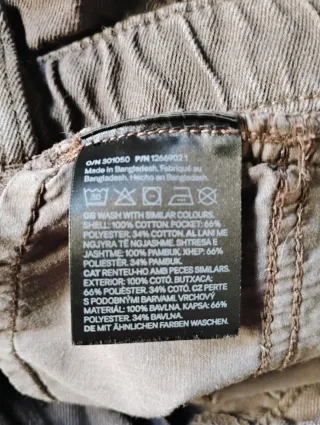 O/N 301050 P/N 1266902 1
Made in Bangladesh. Fabriqué au
Bangladesh. Hecho en Bangladesh.
GB WASH WITH SIMILAR COLOURS.
SHELL: 100% COTTON. POCKET: 66%
POLYESTER. 34% COTTON. AL LANI ME
NGJYRA TË NGJASHME. SHTRESA E
JASHTME: 100% PAMBUK. XHEP: 66%
POLIESTËR. 34% PAMBUK.
CAT RENTEU-HO AMB PECES SIMILARS.
EXTERIOR: 100% COTÓ. BUTXACA:
66% POLIÈSTER. 34% COTÓ. CZ PERTE
S PODOBNÝMI BARVAMI. VRCHOVÝ
MATERIÁL: 100% BAVLNA. KAPSA: 66%
POLYESTER. 34% BAVLNA.
DE MIT ÄHNLICHEN FARBEN WASCHEN.